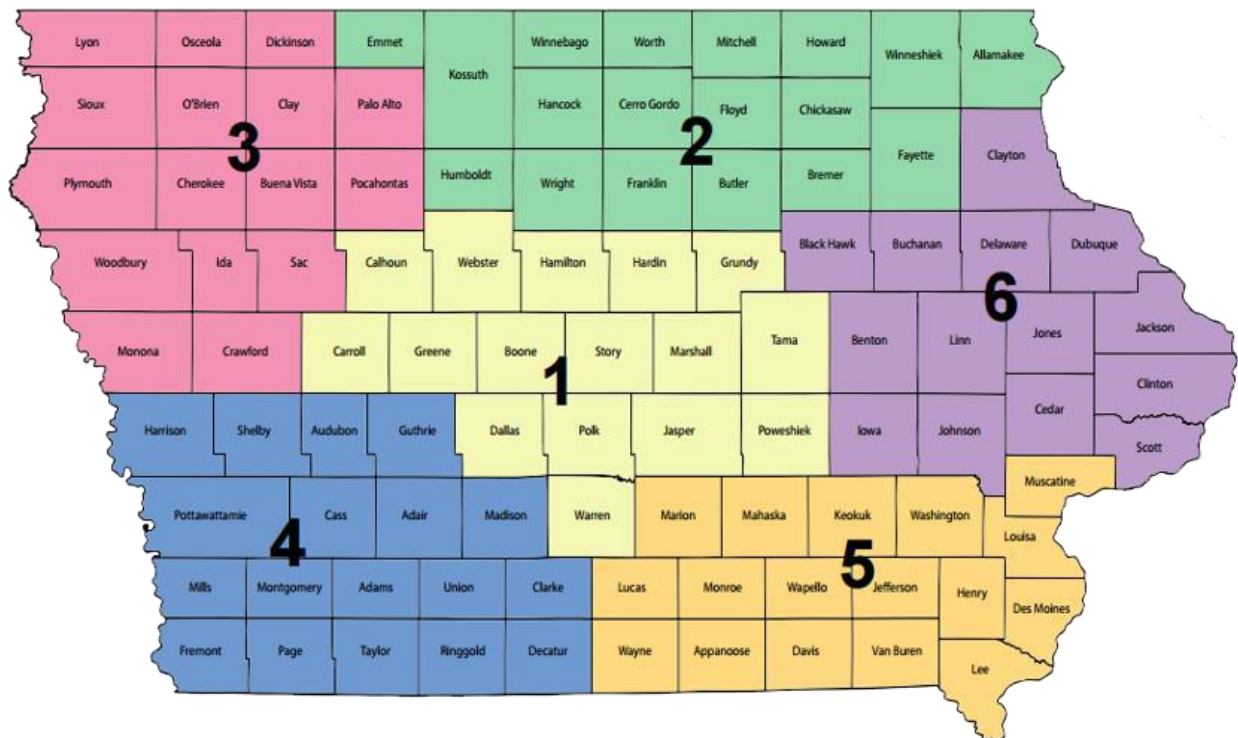 Lyon
Osceola
Dickinson
Emmet
Kossuth
Winnebago
Worth
Mitchell
Howard
Winneshiek
Allamakee
Sioux
O'Brien
Clay
Palo Alto
Hancock
Cerro Gordo
Floyd
Chickasaw
3
2
Plymouth
Cherokee
Buena Vista
Pocahontas
Humboldt
Wright
Franklin
Butler
Bremer
Fayette
Clayton
Woodbury
Ida
Sac
Calhoun
Webster
Hamilton
Hardin
Grundy
Black Hawk
Buchanan
Delaware
Dubuque
6
Monona
Crawford
Carroll
Greene
Boone
Story
Marshall
Tama
Benton
Linn
Jones
Jackson
1
Clinton
Harrison
Shelby
Audubon
Guthrie
Dallas
Polk
Jasper
Poweshiek
Iowa
Johnson
Cedar
Scott
Pottawattamie
Cass
Adair
Madison
Warren
Marion
Mahaska
Keokuk
Washington
Muscatine
Louisa
4
5
Mills
Montgomery
Adams
Union
Clarke
Lucas
Monroe
Wapello
Jefferson
Henry
Des Moines
Fremont
Page
Taylor
Ringgold
Decatur
Wayne
Appanoose
Davis
Van Buren
Lee